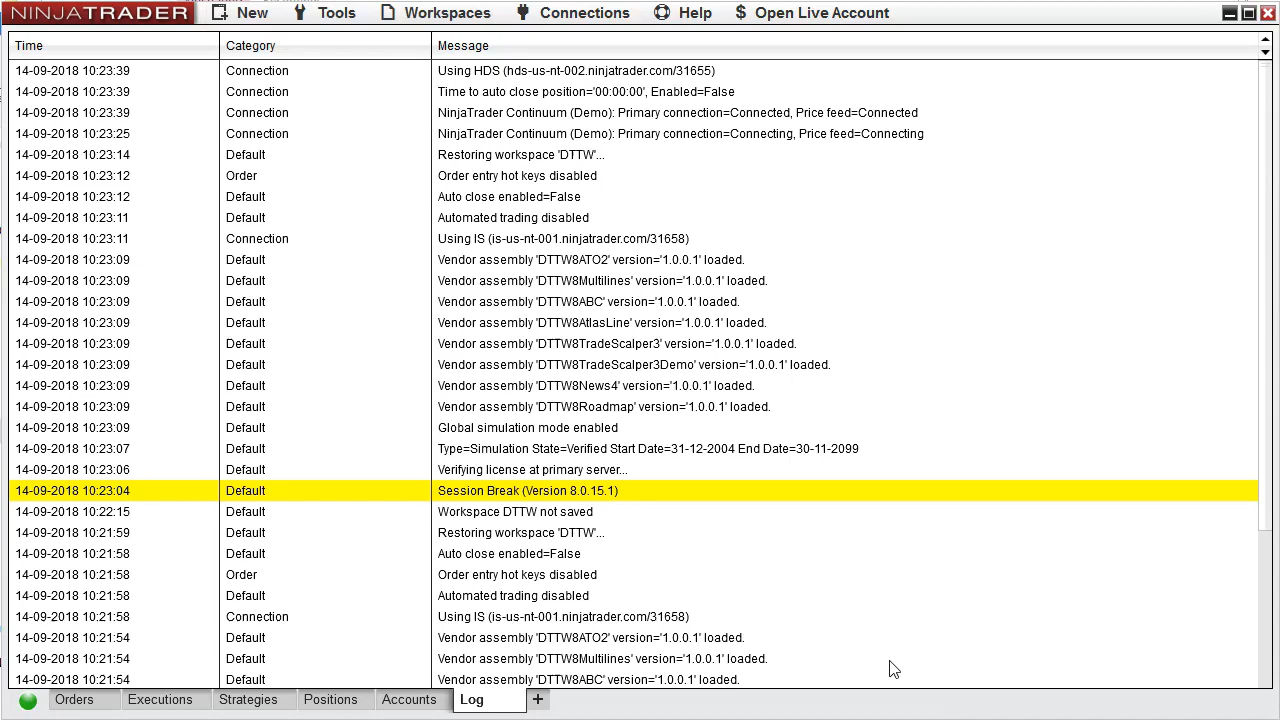 NINJATRADER New Tools Workspaces Connections Help $ Open Live Account
Time Category Message
14-09-2018 10:23:39 Connection Using HDS (hds-us-nt-002.ninjatrader.com/31655)
14-09-2018 10:23:39 Connection Time to auto close position='00:00:00', Enabled=False
14-09-2018 10:23:39 Connection NinjaTrader Continuum (Demo): Primary connection=Connected, Price feed=Connected
14-09-2018 10:23:25 Connection NinjaTrader Continuum (Demo): Primary connection=Connecting, Price feed=Connecting
14-09-2018 10:23:14 Default Restoring workspace 'DTTW'...
14-09-2018 10:23:12 Order Order entry hot keys disabled
14-09-2018 10:23:12 Default Auto close enabled=False
14-09-2018 10:23:11 Default Automated trading disabled
14-09-2018 10:23:11 Connection Using IS (is-us-nt-001.ninjatrader.com/31658)
14-09-2018 10:23:09 Default Vendor assembly 'DTTW8ATO2' version='1.0.0.1' loaded.
14-09-2018 10:23:09 Default Vendor assembly 'DTTW8Multilines' version='1.0.0.1' loaded.
14-09-2018 10:23:09 Default Vendor assembly 'DTTW8ABC' version='1.0.0.1' loaded.
14-09-2018 10:23:09 Default Vendor assembly 'DTTW8AtlasLine' version='1.0.0.1' loaded.
14-09-2018 10:23:09 Default Vendor assembly 'DTTW8TradeScalper3' version='1.0.0.1' loaded.
14-09-2018 10:23:09 Default Vendor assembly 'DTTW8TradeScalper3Demo' version='1.0.0.1' loaded.
14-09-2018 10:23:09 Default Vendor assembly 'DTTW8News4' version='1.0.0.1' loaded.
14-09-2018 10:23:09 Default Vendor assembly 'DTTW8Roadmap' version='1.0.0.1' loaded.
14-09-2018 10:23:09 Default Global simulation mode enabled
14-09-2018 10:23:07 Default Type=Simulation State=Verified Start Date=31-12-2004 End Date=30-11-2099
14-09-2018 10:23:06 Default Verifying license at primary server...
14-09-2018 10:23:04 Default Session Break (Version 8.0.15.1)
14-09-2018 10:22:15 Default Workspace DTTW not saved
14-09-2018 10:21:59 Default Restoring workspace 'DTTW'...
14-09-2018 10:21:58 Default Auto close enabled=False
14-09-2018 10:21:58 Order Order entry hot keys disabled
14-09-2018 10:21:58 Default Automated trading disabled
14-09-2018 10:21:58 Connection Using IS (is-us-nt-001.ninjatrader.com/31658)
14-09-2018 10:21:54 Default Vendor assembly 'DTTW8ATO2' version='1.0.0.1' loaded.
14-09-2018 10:21:54 Default Vendor assembly 'DTTW8Multilines' version='1.0.0.1' loaded.
14-09-2018 10:21:54 Default Vendor assembly 'DTTW8ABC' version='1.0.0.1' loaded.
Orders Executions Strategies Positions Accounts Log +